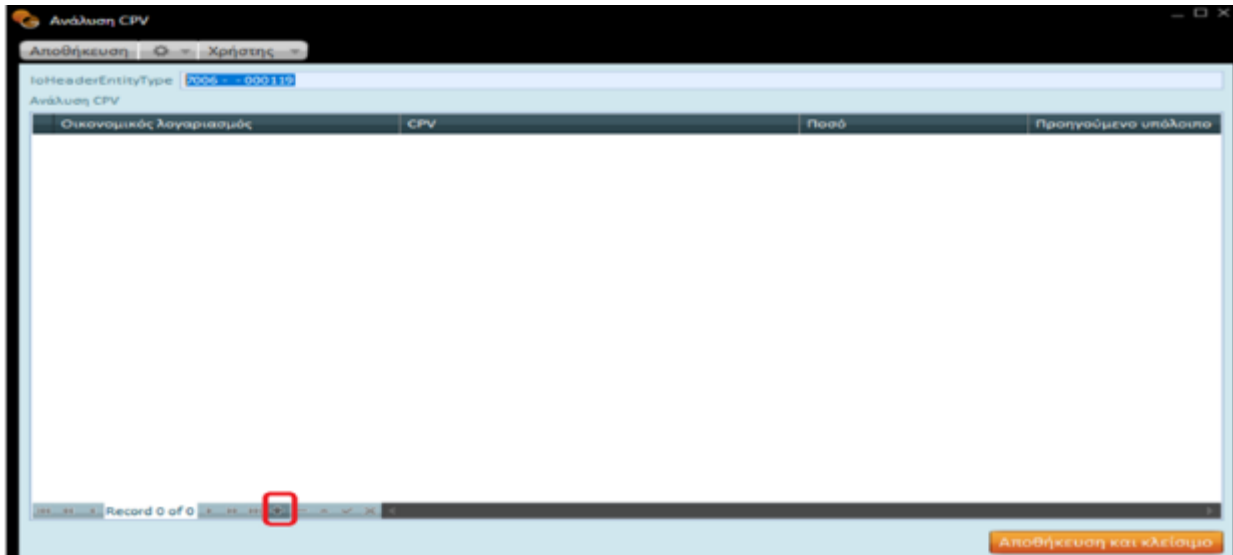 Ανάλυση CPV
Αποθήκευση Χρήστης
IoHeaderEntityType 7006 - - 000119
Ανάλυση CPV
Οικονομικός λογαριασμός CPV Ποσό Προηγούμενο υπόλοιπο
Record 0 of 0
Αποθήκευση και κλείσιμο